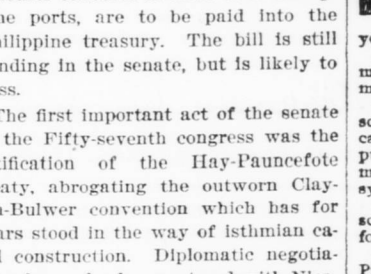 ne ports, are to be paid into the
ilippine treasury. The bill is still
nding in the senate, but is likely to
ss.
The first important act of the senate
the Fifty-seventh congress was the
ification of the Hay-Pauncefote
aty, abrogating the outworn Clay-
n-Bulwer convention which has for
ars stood in the way of isthmian ca-
l construction. Diplomatic negotia-